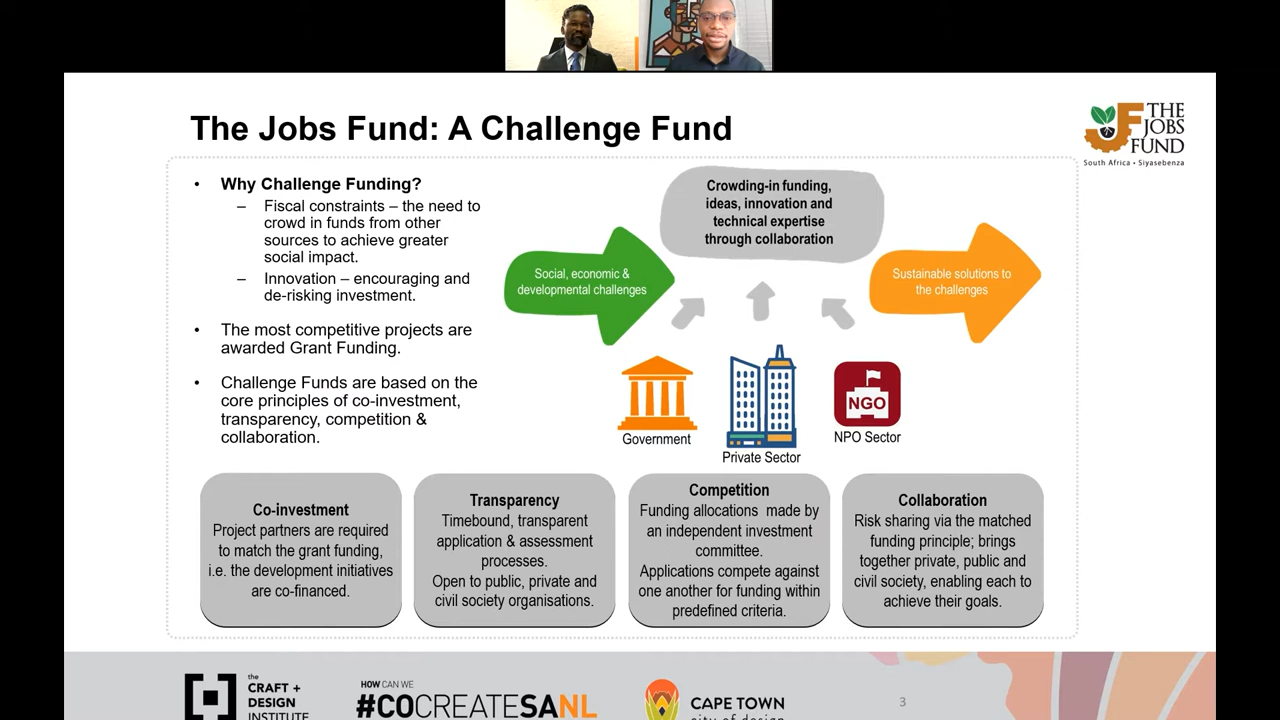 The Jobs Fund: A Challenge Fund
THE
JOBS
FUND
South Africa • Siyasebenza
• Why Challenge Funding?
– Fiscal constraints – the need to
crowd in funds from other
sources to achieve greater
social impact.
– Innovation – encouraging and
de-risking investment.
• The most competitive projects are
awarded Grant Funding.
• Challenge Funds are based on the
core principles of co-investment,
transparency, competition &
collaboration.
Social, economic &
developmental challenges
Crowding-in funding,
ideas, innovation and
technical expertise
through collaboration
Sustainable solutions to
the challenges
Government
Private Sector
NGO
NPO Sector
Co-investment
Project partners are required
to match the grant funding,
i.e. the development initiatives
are co-financed.
Transparency
Timebound, transparent
application & assessment
processes.
Open to public, private and
civil society organisations.
Competition
Funding allocations made by
an independent investment
committee.
Applications compete against
one another for funding within
predefined criteria.
Collaboration
Risk sharing via the matched
funding principle; brings
together private, public and
civil society, enabling each to
achieve their goals.
the
CRAFT +
DESIGN
INSTITUTE
HOW CAN WE
#COCREATESANL
CAPE TOWN
city of design
3